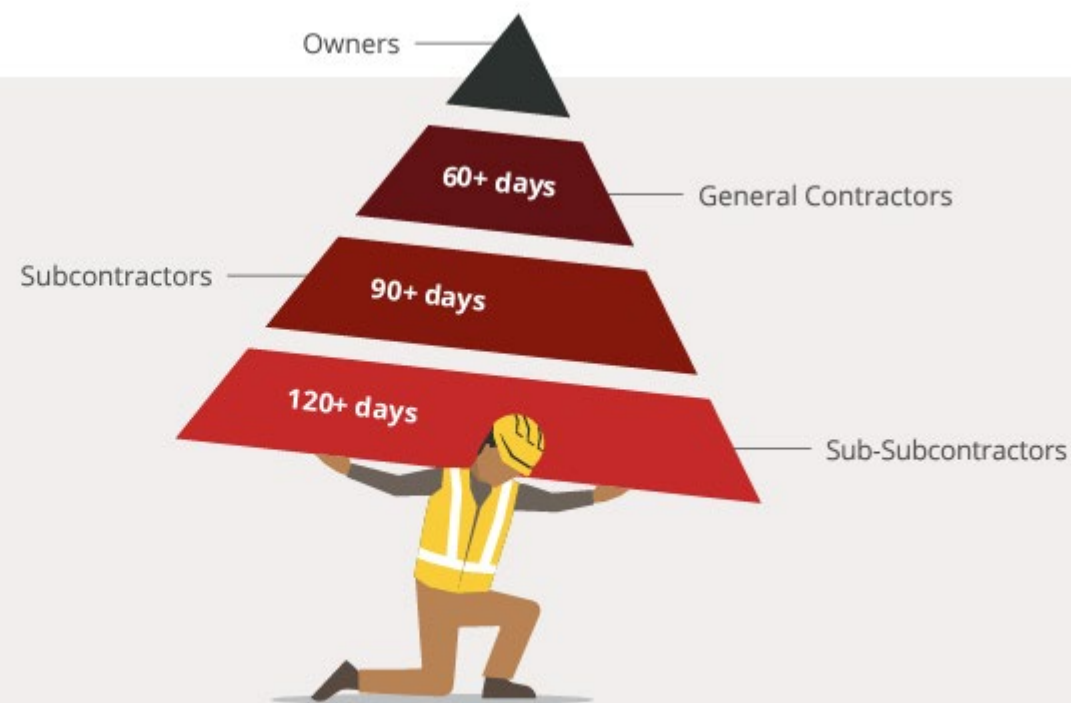 Owners
60+ days
General Contractors
Subcontractors
90+ days
120+ days
Sub-Subcontractors